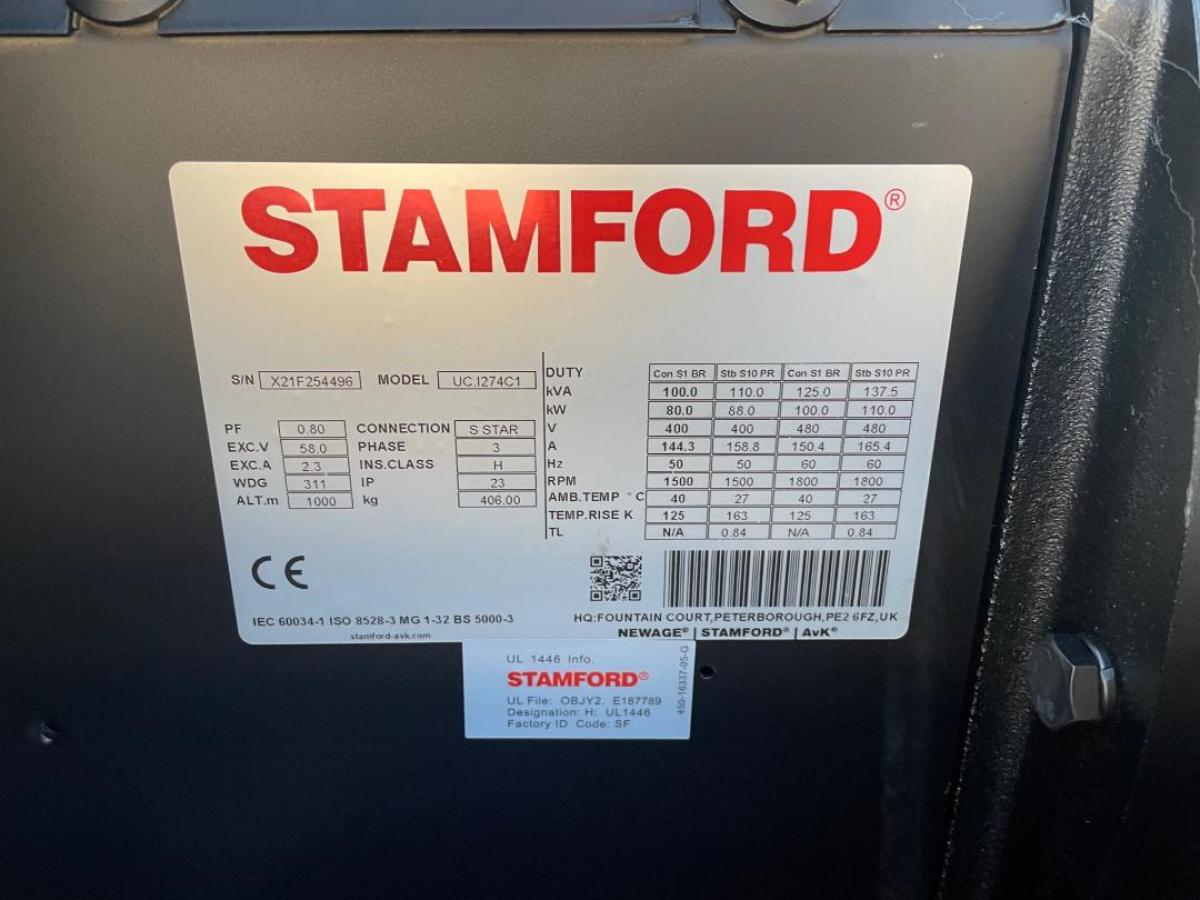 STAMFORD®
S/N X21F254496 MODEL UC.I274C1
PF 0.80 CONNECTION S STAR
EXC.V 58.0 PHASE 3
EXC.A 2.3 INS.CLASS H
WDG 311 IP 23
ALT.m 1000 kg 406.00
DUTY Con S1 BR Stb S10 PR Con S1 BR Stb S10 PR
kVA 100.0 110.0 125.0 137.5
kW 80.0 88.0 100.0 110.0
V 400 400 480 480
A 144.3 158.8 150.4 165.4
Hz 50 50 60 60
RPM 1500 1500 1800 1800
AMB.TEMP °C 40 27 40 27
TEMP.RISE K 125 163 125 163
TL N/A 0.84 N/A 0.84
CE
IEC 60034-1 ISO 8528-3 MG 1-32 BS 5000-3
stamford-avk.com
HQ:FOUNTAIN COURT,PETERBOROUGH,PE2 6FZ,UK
NEWAGE® | STAMFORD® | AvK®
UL 1446 Info.
STAMFORD®
UL File: OBJY2. E187789
Designation: H: UL1446
Factory ID Code: SF
450-16337-05-G